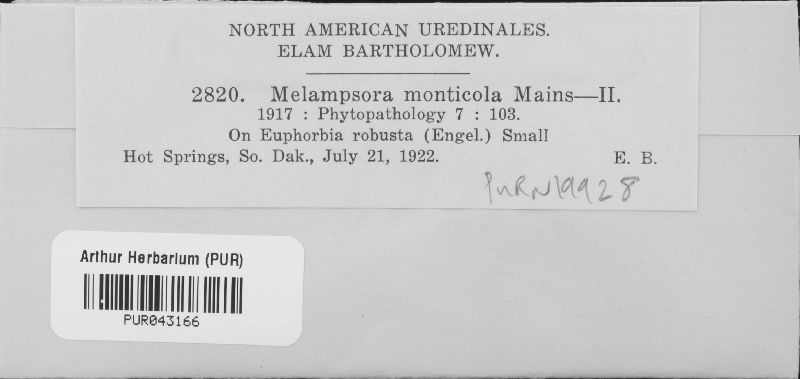 NORTH AMERICAN UREDINALES.
ELAM BARTHOLOMEW.
2820. Melampsora monticola Mains—II.
1917 : Phytopathology 7 : 103.
On Euphorbia robusta (Engel.) Small
Hot Springs, So. Dak., July 21, 1922. E. B.
PURN19928
Arthur Herbarium (PUR)
PUR043166